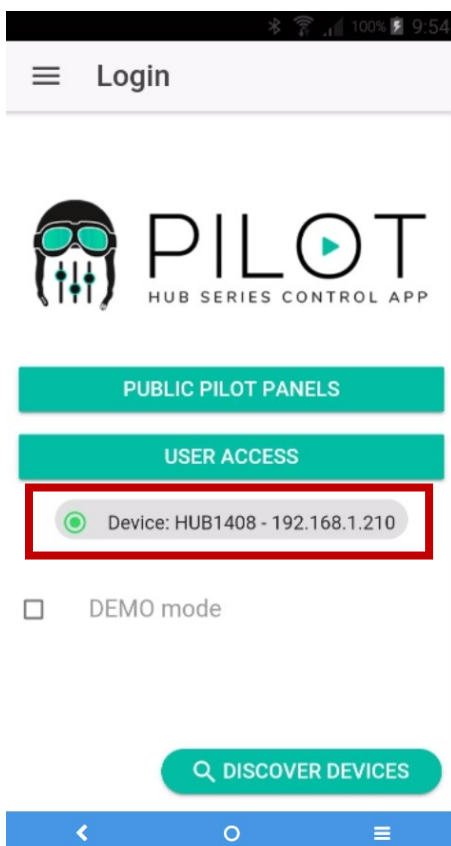 100% 9:54
Login
PILOT
HUB SERIES CONTROL APP
PUBLIC PILOT PANELS
USER ACCESS
Device: HUB1408 - 192.168.1.210
DEMO mode
DISCOVER DEVICES